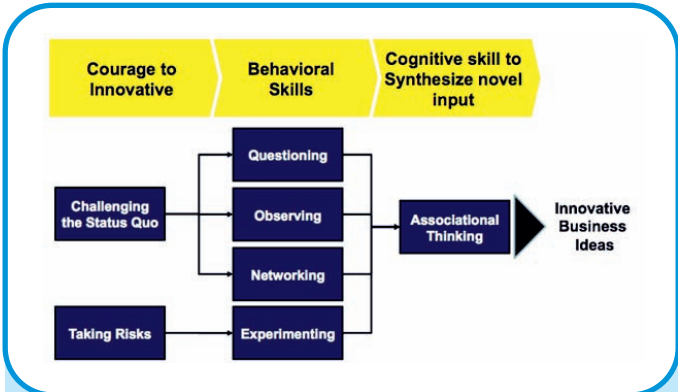 Courage to
Innovative
Behavioral
Skills
Cognitive skill to
Synthesize novel
input
Questioning
Challenging
the Status Quo
Observing
Associational
Thinking
Innovative
Business
Ideas
Networking
Taking Risks
Experimenting